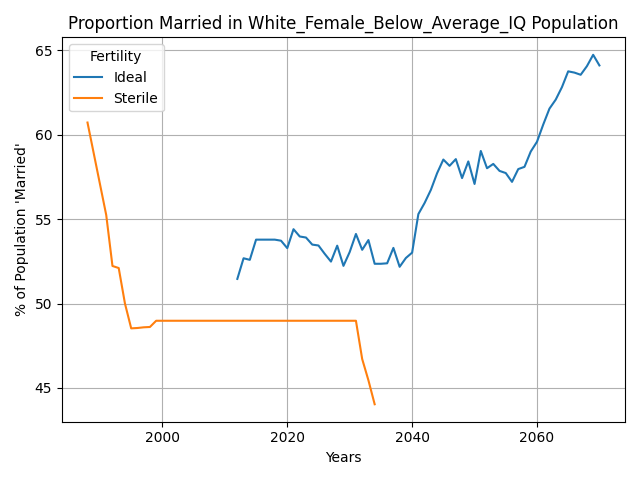 Proportion Married in White_Female_Below_Average_IQ Population
Fertility
Ideal
Sterile
% of Population 'Married'
65
60
55
50
45
2000
2020
2040
2060
Years